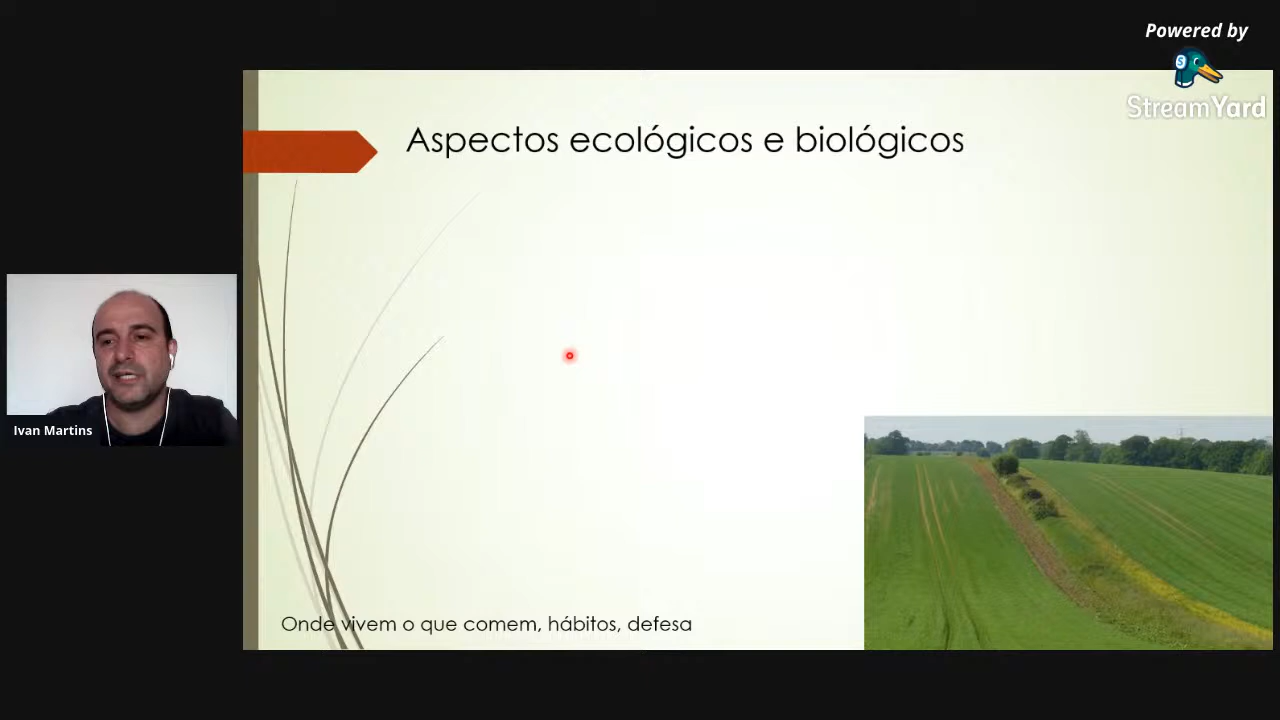 Powered by
StreamYard
Aspectos ecológicos e biológicos
Ivan Martins
Onde vivem o que comem, hábitos, defesa